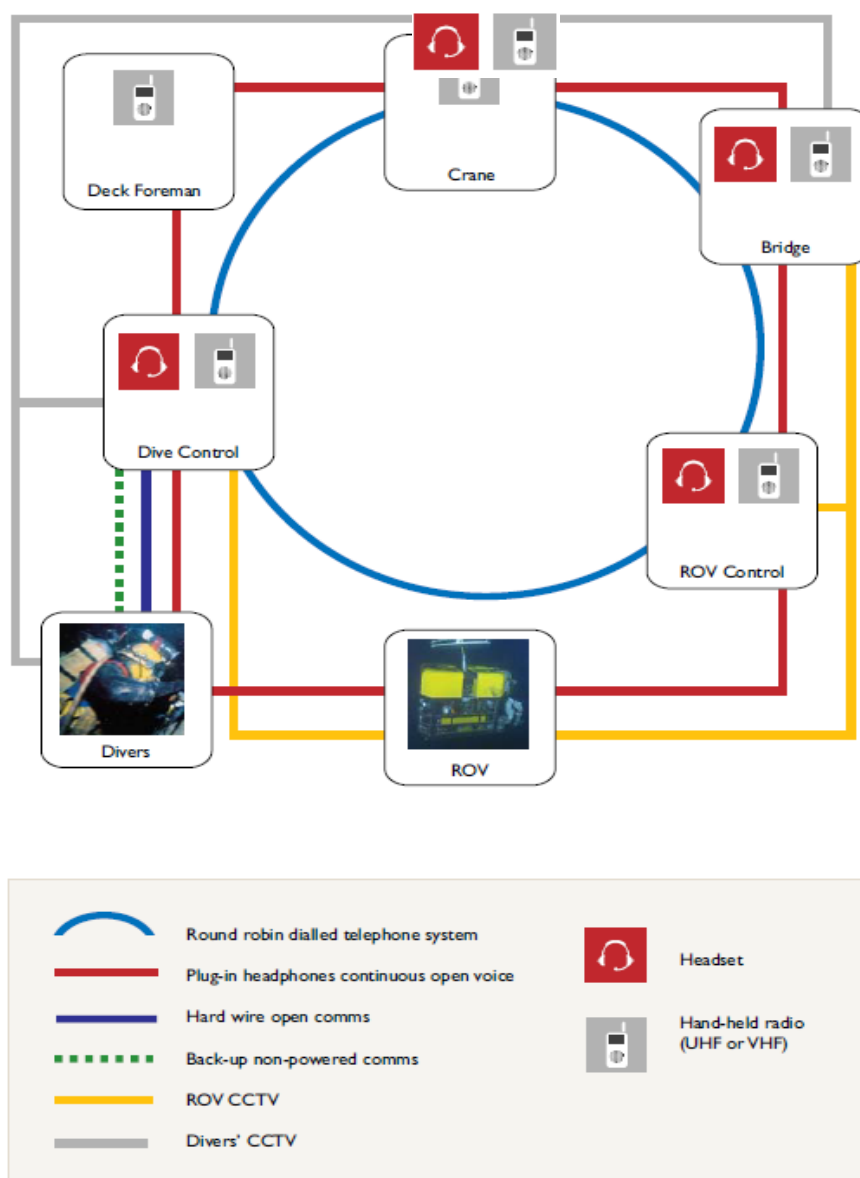 Deck Foreman
Crane
Bridge
Dive Control
ROV Control
Divers
ROV
Round robin dialled telephone system
Plug-in headphones continuous open voice
Hard wire open comms
Back-up non-powered comms
ROV CCTV
Divers' CCTV
Headset
Hand-held radio
(UHF or VHF)